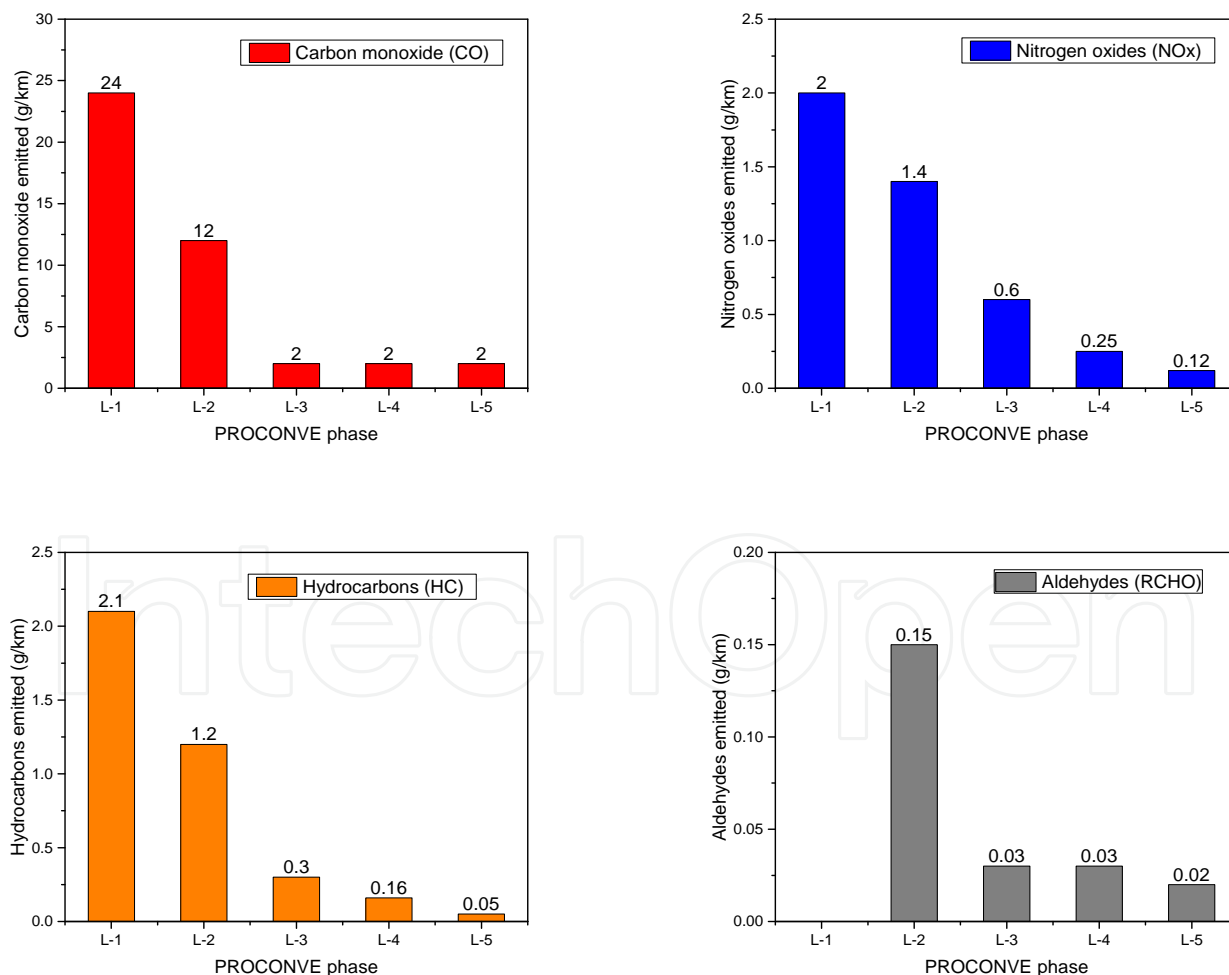 Carbon monoxide (CO)
30
25
20
15
10
5
0
Carbon monoxide emitted (g/km)
24
12
2
2
2
L-1
L-2
L-3
L-4
L-5
PROCONVE phase
Nitrogen oxides (NOx)
2.5
2.0
1.5
1.0
0.5
0.0
Nitrogen oxides emitted (g/km)
2
1.4
0.6
0.25
0.12
L-1
L-2
L-3
L-4
L-5
PROCONVE phase
Hydrocarbons (HC)
2.5
2.0
1.5
1.0
0.5
0.0
Hydrocarbons emitted (g/km)
2.1
1.2
0.3
0.16
0.05
L-1
L-2
L-3
L-4
L-5
PROCONVE phase
Aldehydes (RCHO)
0.20
0.15
0.10
0.05
0.00
Aldehydes emitted (g/km)
0.15
0.03
0.03
0.02
L-1
L-2
L-3
L-4
L-5
PROCONVE phase
IntechOpen